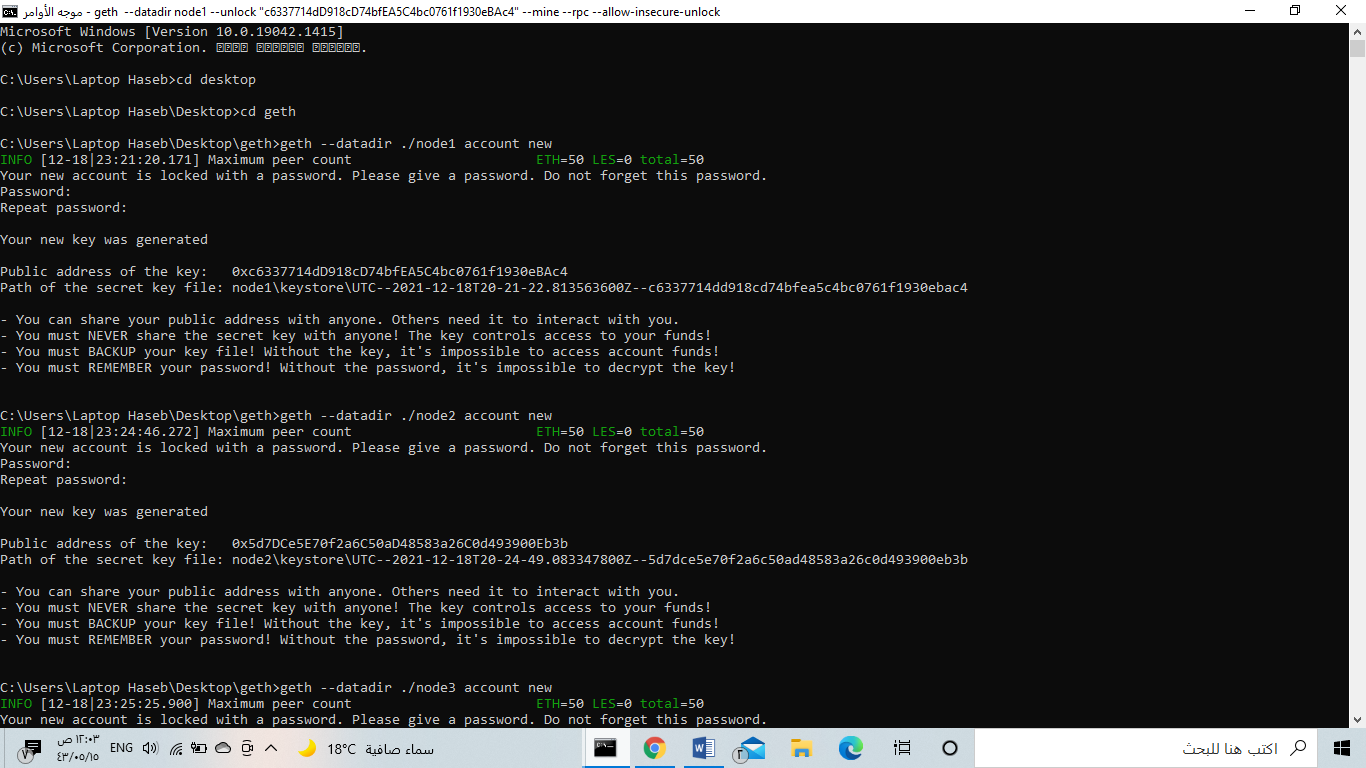 موجه الأوامر - geth --datadir node1 --unlock "c6337714dD918cD74bfEA5C4bc0761f1930eBAc4" --mine --rpc --allow-insecure-unlock
Microsoft Windows [Version 10.0.19042.1415]
(c) Microsoft Corporation.
C:\Users\Laptop Haseb>cd desktop
C:\Users\Laptop Haseb\Desktop>cd geth
C:\Users\Laptop Haseb\Desktop\geth>geth --datadir ./node1 account new
INFO [12-18|23:21:20.171] Maximum peer count ETH=50 LES=0 total=50
Your new account is locked with a password. Please give a password. Do not forget this password.
Password:
Repeat password:
Your new key was generated
Public address of the key: 0xc6337714dD918cD74bfEA5C4bc0761f1930eBAc4
Path of the secret key file: node1\keystore\UTC--2021-12-18T20-21-22.813563600Z--c6337714dd918cd74bfea5c4bc0761f1930ebac4
- You can share your public address with anyone. Others need it to interact with you.
- You must NEVER share the secret key with anyone! The key controls access to your funds!
- You must BACKUP your key file! Without the key, it's impossible to access account funds!
- You must REMEMBER your password! Without the password, it's impossible to decrypt the key!
C:\Users\Laptop Haseb\Desktop\geth>geth --datadir ./node2 account new
INFO [12-18|23:24:46.272] Maximum peer count ETH=50 LES=0 total=50
Your new account is locked with a password. Please give a password. Do not forget this password.
Password:
Repeat password:
Your new key was generated
Public address of the key: 0x5d7DCe5E70f2a6C50aD48583a26C0d493900Eb3b
Path of the secret key file: node2\keystore\UTC--2021-12-18T20-24-49.083347800Z--5d7dce5e70f2a6c50ad48583a26c0d493900eb3b
- You can share your public address with anyone. Others need it to interact with you.
- You must NEVER share the secret key with anyone! The key controls access to your funds!
- You must BACKUP your key file! Without the key, it's impossible to access account funds!
- You must REMEMBER your password! Without the password, it's impossible to decrypt the key!
C:\Users\Laptop Haseb\Desktop\geth>geth --datadir ./node3 account new
INFO [12-18|23:25:25.900] Maximum peer count ETH=50 LES=0 total=50
Your new account is locked with a password. Please give a password. Do not forget this password.
اكتب هنا للبحث
سماء صافية 18°C
ENG
١٢:٠٣ ص
٤٣/٠٥/١٥